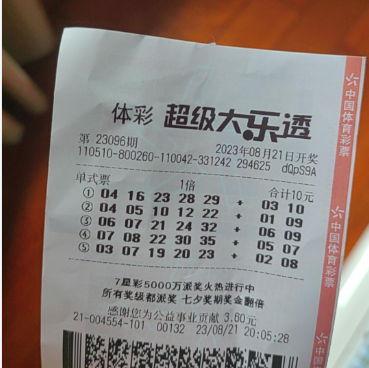 体彩 超级大乐透
第 23096期 2023年08月21日开奖
110510-800260-110042-331242 294625 dQpS9A
单式票 1倍 合计10元
① 04 16 23 28 29 + 03 10
② 04 05 10 12 22 + 01 09
③ 06 07 21 24 32 + 06 09
④ 07 08 22 30 35 + 05 07
⑤ 03 07 19 20 23 + 02 08
7星彩5000万派奖火热进行中
所有奖级都派奖 七夕奖期奖金翻倍
感谢您为公益事业贡献 3.60元
21-004554-101 00132 23/08/21 20:05:28
中国体育彩票
中国体育彩票
中国体育彩票